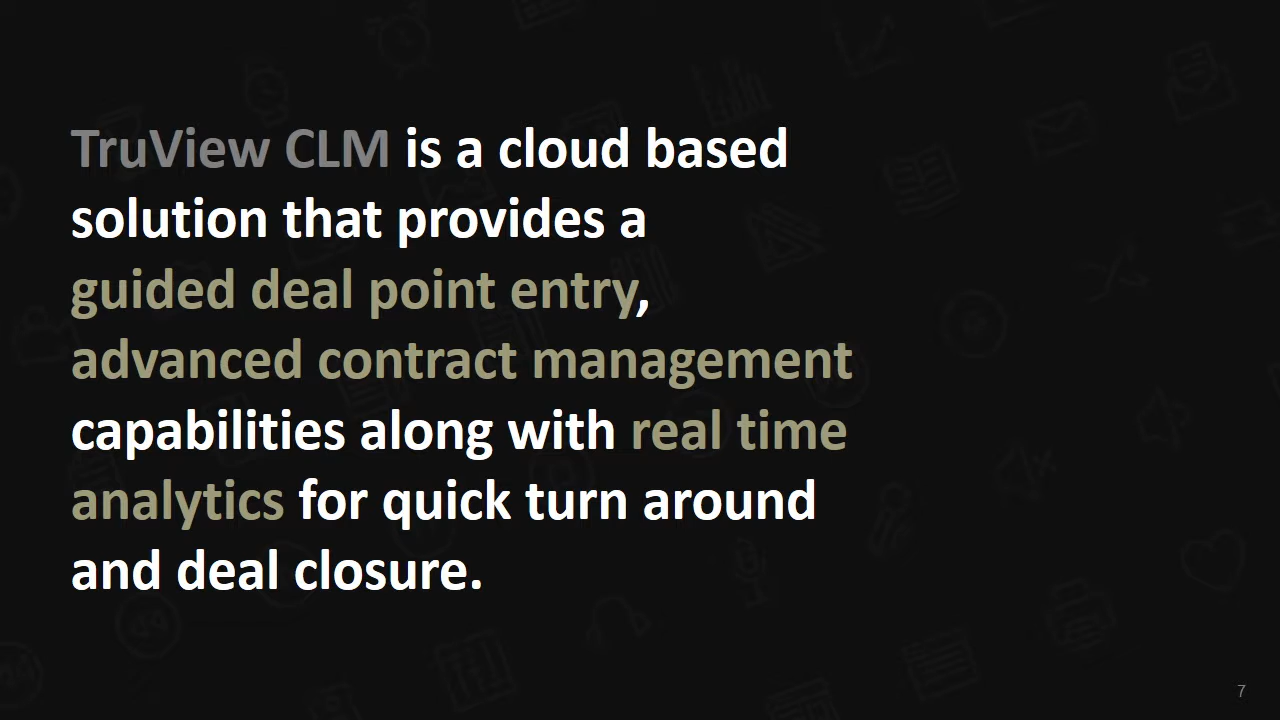 TruView CLM is a cloud based
solution that provides a
guided deal point entry,
advanced contract management
capabilities along with real time
analytics for quick turn around
and deal closure.
7